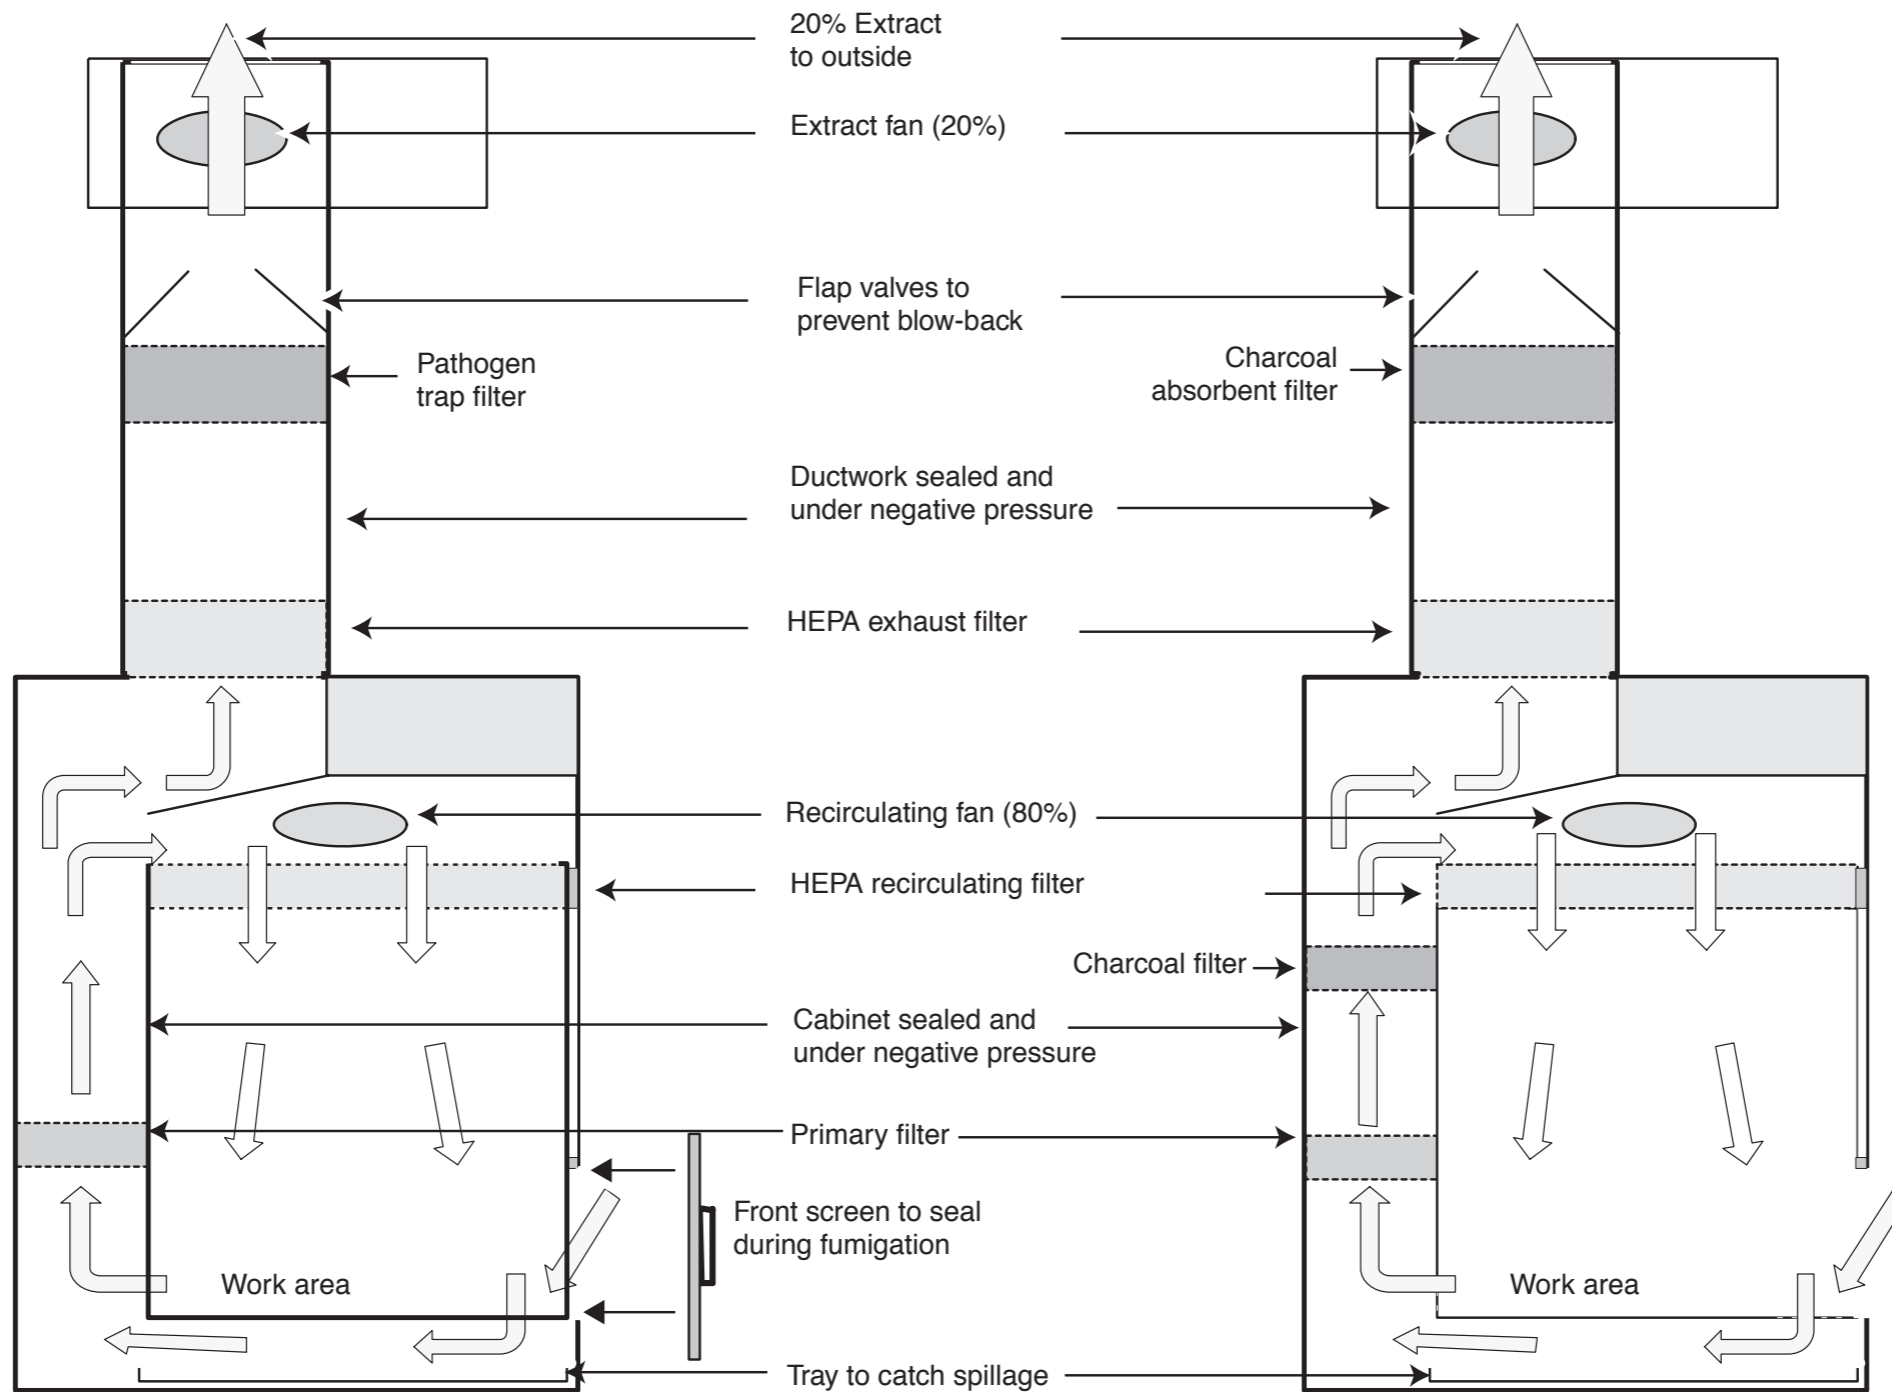 20% Extract
to outside
Extract fan (20%)
Flap valves to
prevent blow-back
Pathogen
trap filter
Charcoal
absorbent filter
Ductwork sealed and
under negative pressure
HEPA exhaust filter
Recirculating fan (80%)
HEPA recirculating filter
Charcoal filter
Cabinet sealed and
under negative pressure
Primary filter
Front screen to seal
during fumigation
Work area
Work area
Tray to catch spillage